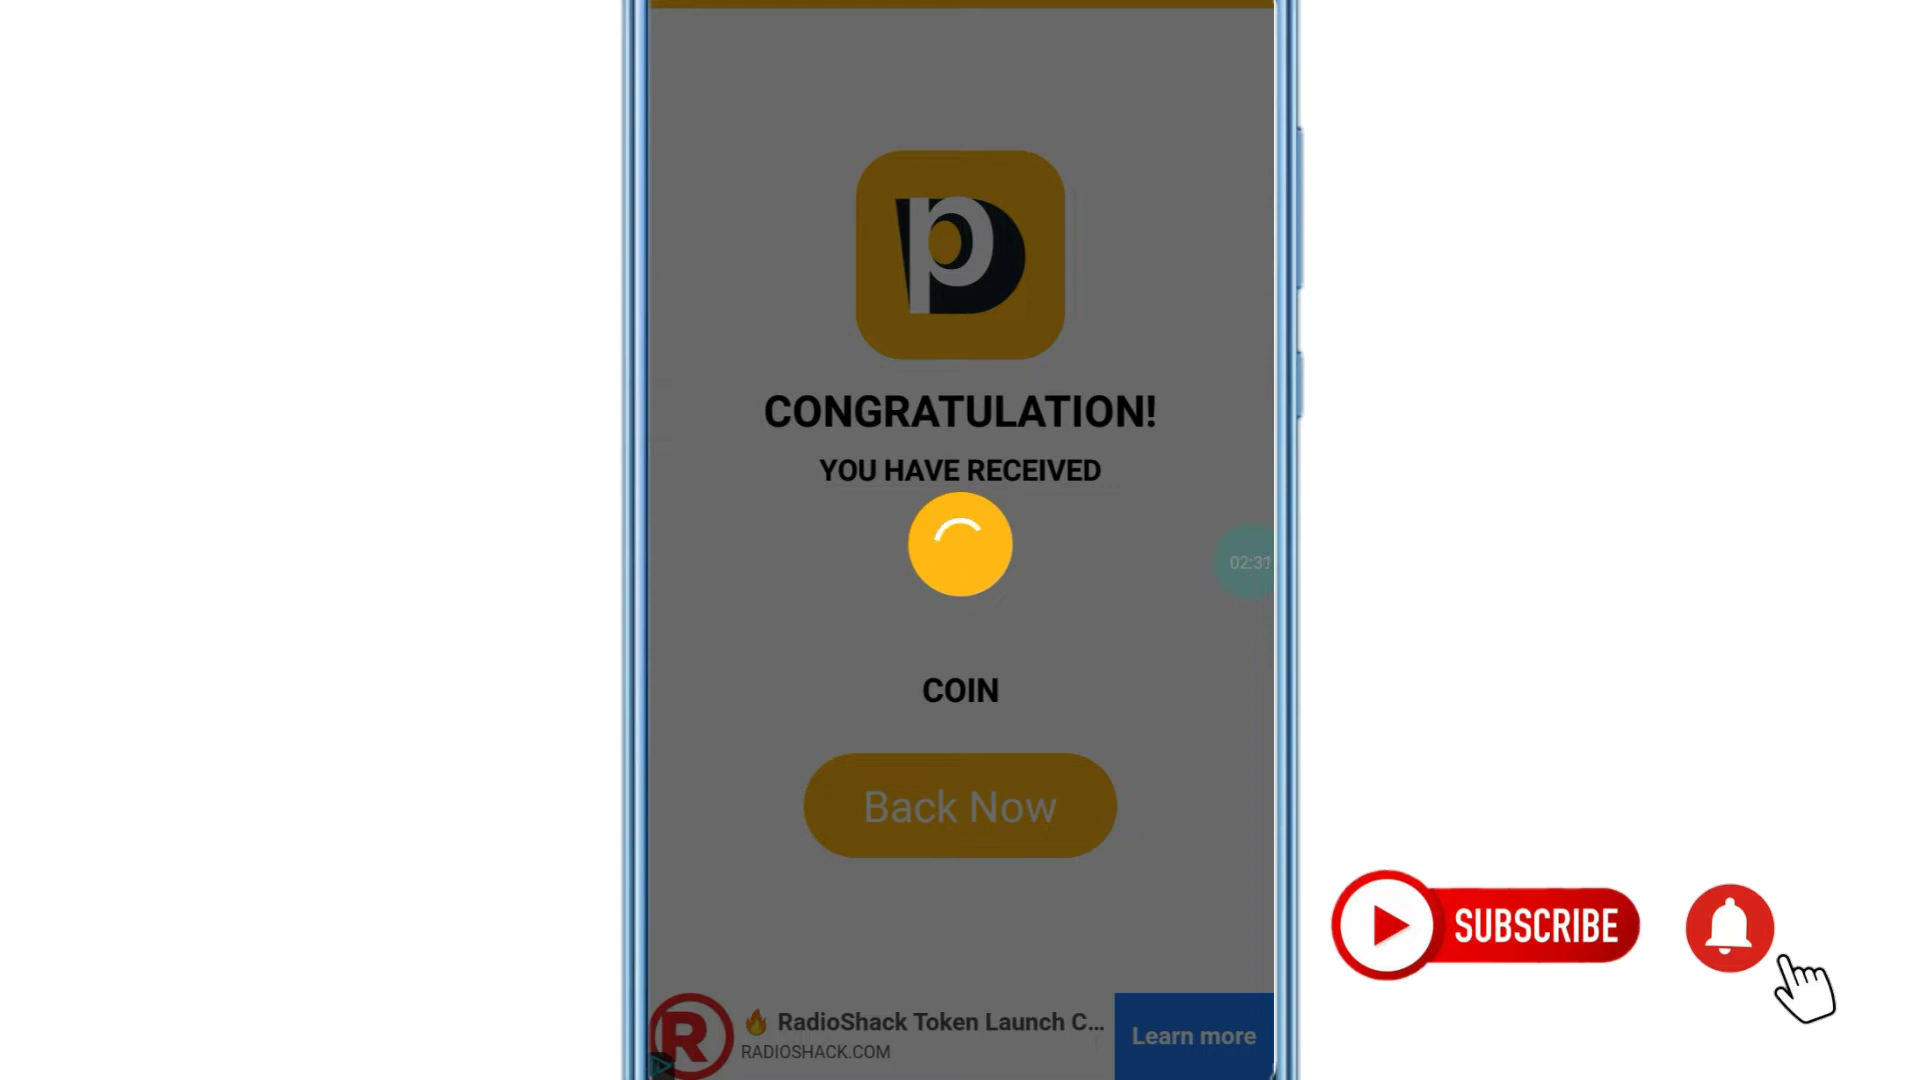 CONGRATULATION!
YOU HAVE RECEIVED
02:31
COIN
Back Now
SUBSCRIBE
🔥 RadioShack Token Launch C...
RADIOSHACK.COM
Learn more